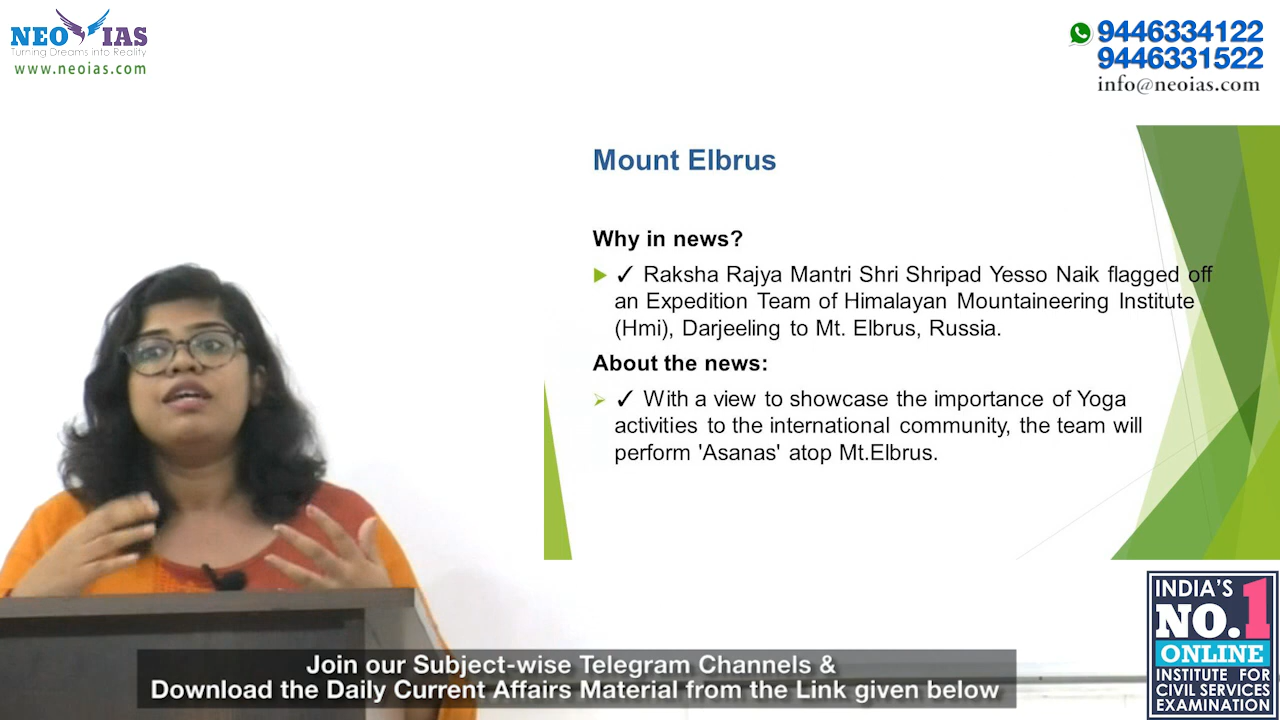 NEO IAS
Turning Dreams into Reality
www.neoias.com
9446334122
9446331522
info@neoias.com
Mount Elbrus
Why in news?
✓ Raksha Rajya Mantri Shri Shripad Yesso Naik flagged off
an Expedition Team of Himalayan Mountaineering Institute
(Hmi), Darjeeling to Mt. Elbrus, Russia.
About the news:
✓ With a view to showcase the importance of Yoga
activities to the international community, the team will
perform 'Asanas' atop Mt.Elbrus.
INDIA'S
NO.1
ONLINE
INSTITUTE FOR
CIVIL SERVICES
EXAMINATION
Join our Subject-wise Telegram Channels &
Download the Daily Current Affairs Material from the Link given below